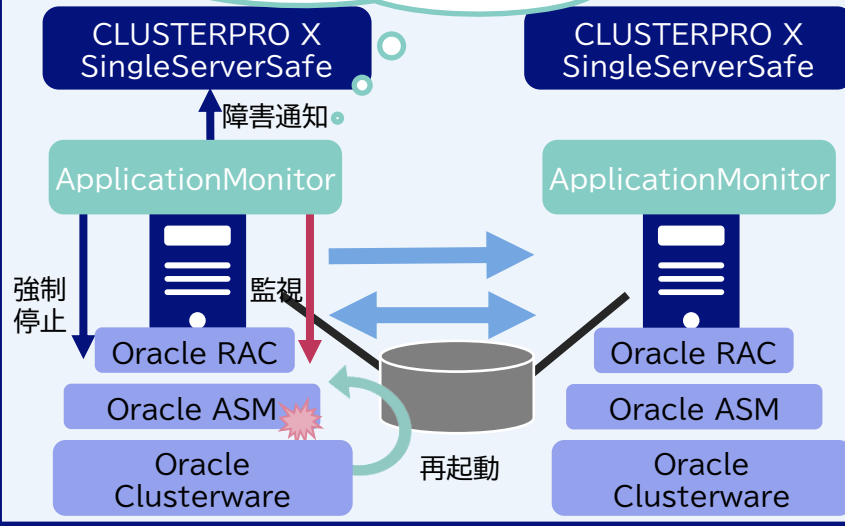 CLUSTERPRO X
SingleServerSafe
CLUSTERPRO X
SingleServerSafe
障害通知
ApplicationMonitor
ApplicationMonitor
強制
停止
監視
Oracle RAC
Oracle RAC
Oracle ASM
Oracle ASM
再起動
Oracle
Clusterware
Oracle
Clusterware